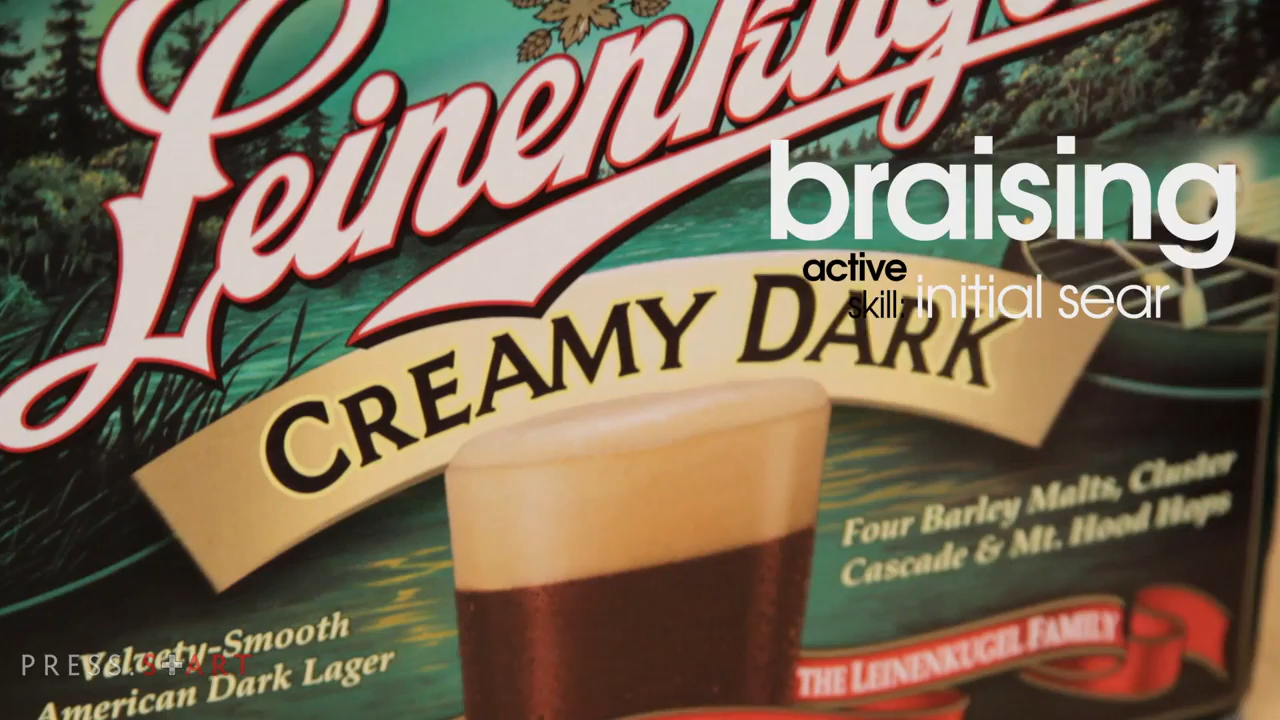 Leinenkugel
braising
active
skill: initial sear
CREAMY DARK
Four Barley Malts, Cluster
Cascade & Mt. Hood Hops
Velvety-Smooth
American Dark Lager
THE LEINENKUGEL FAMILY
PRESS.START